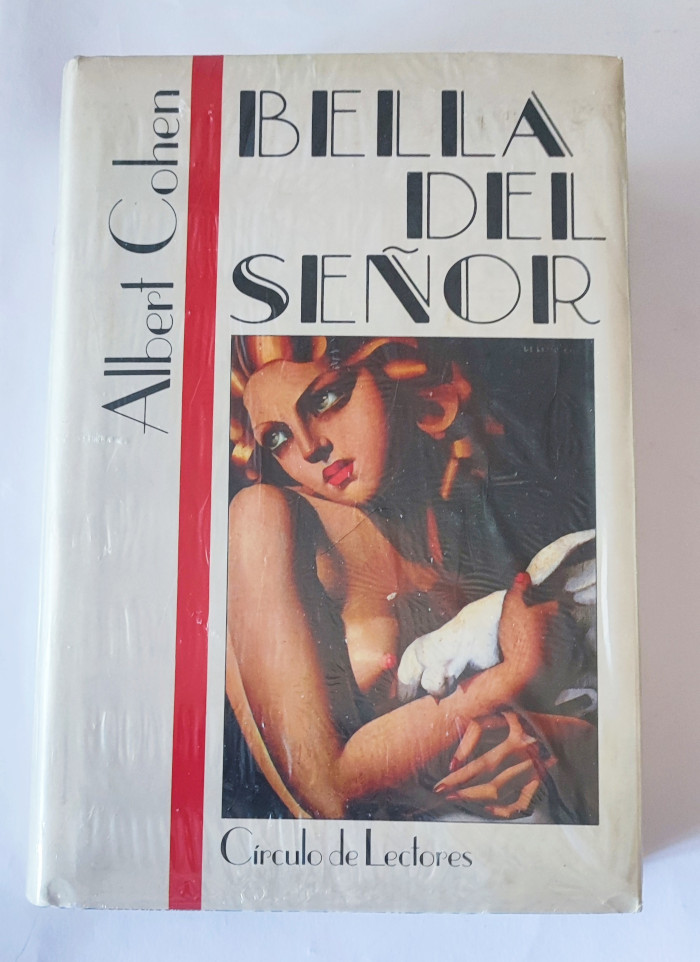 Albert Cohen
BELLA
DEL
SEÑOR
Círculo de Lectores